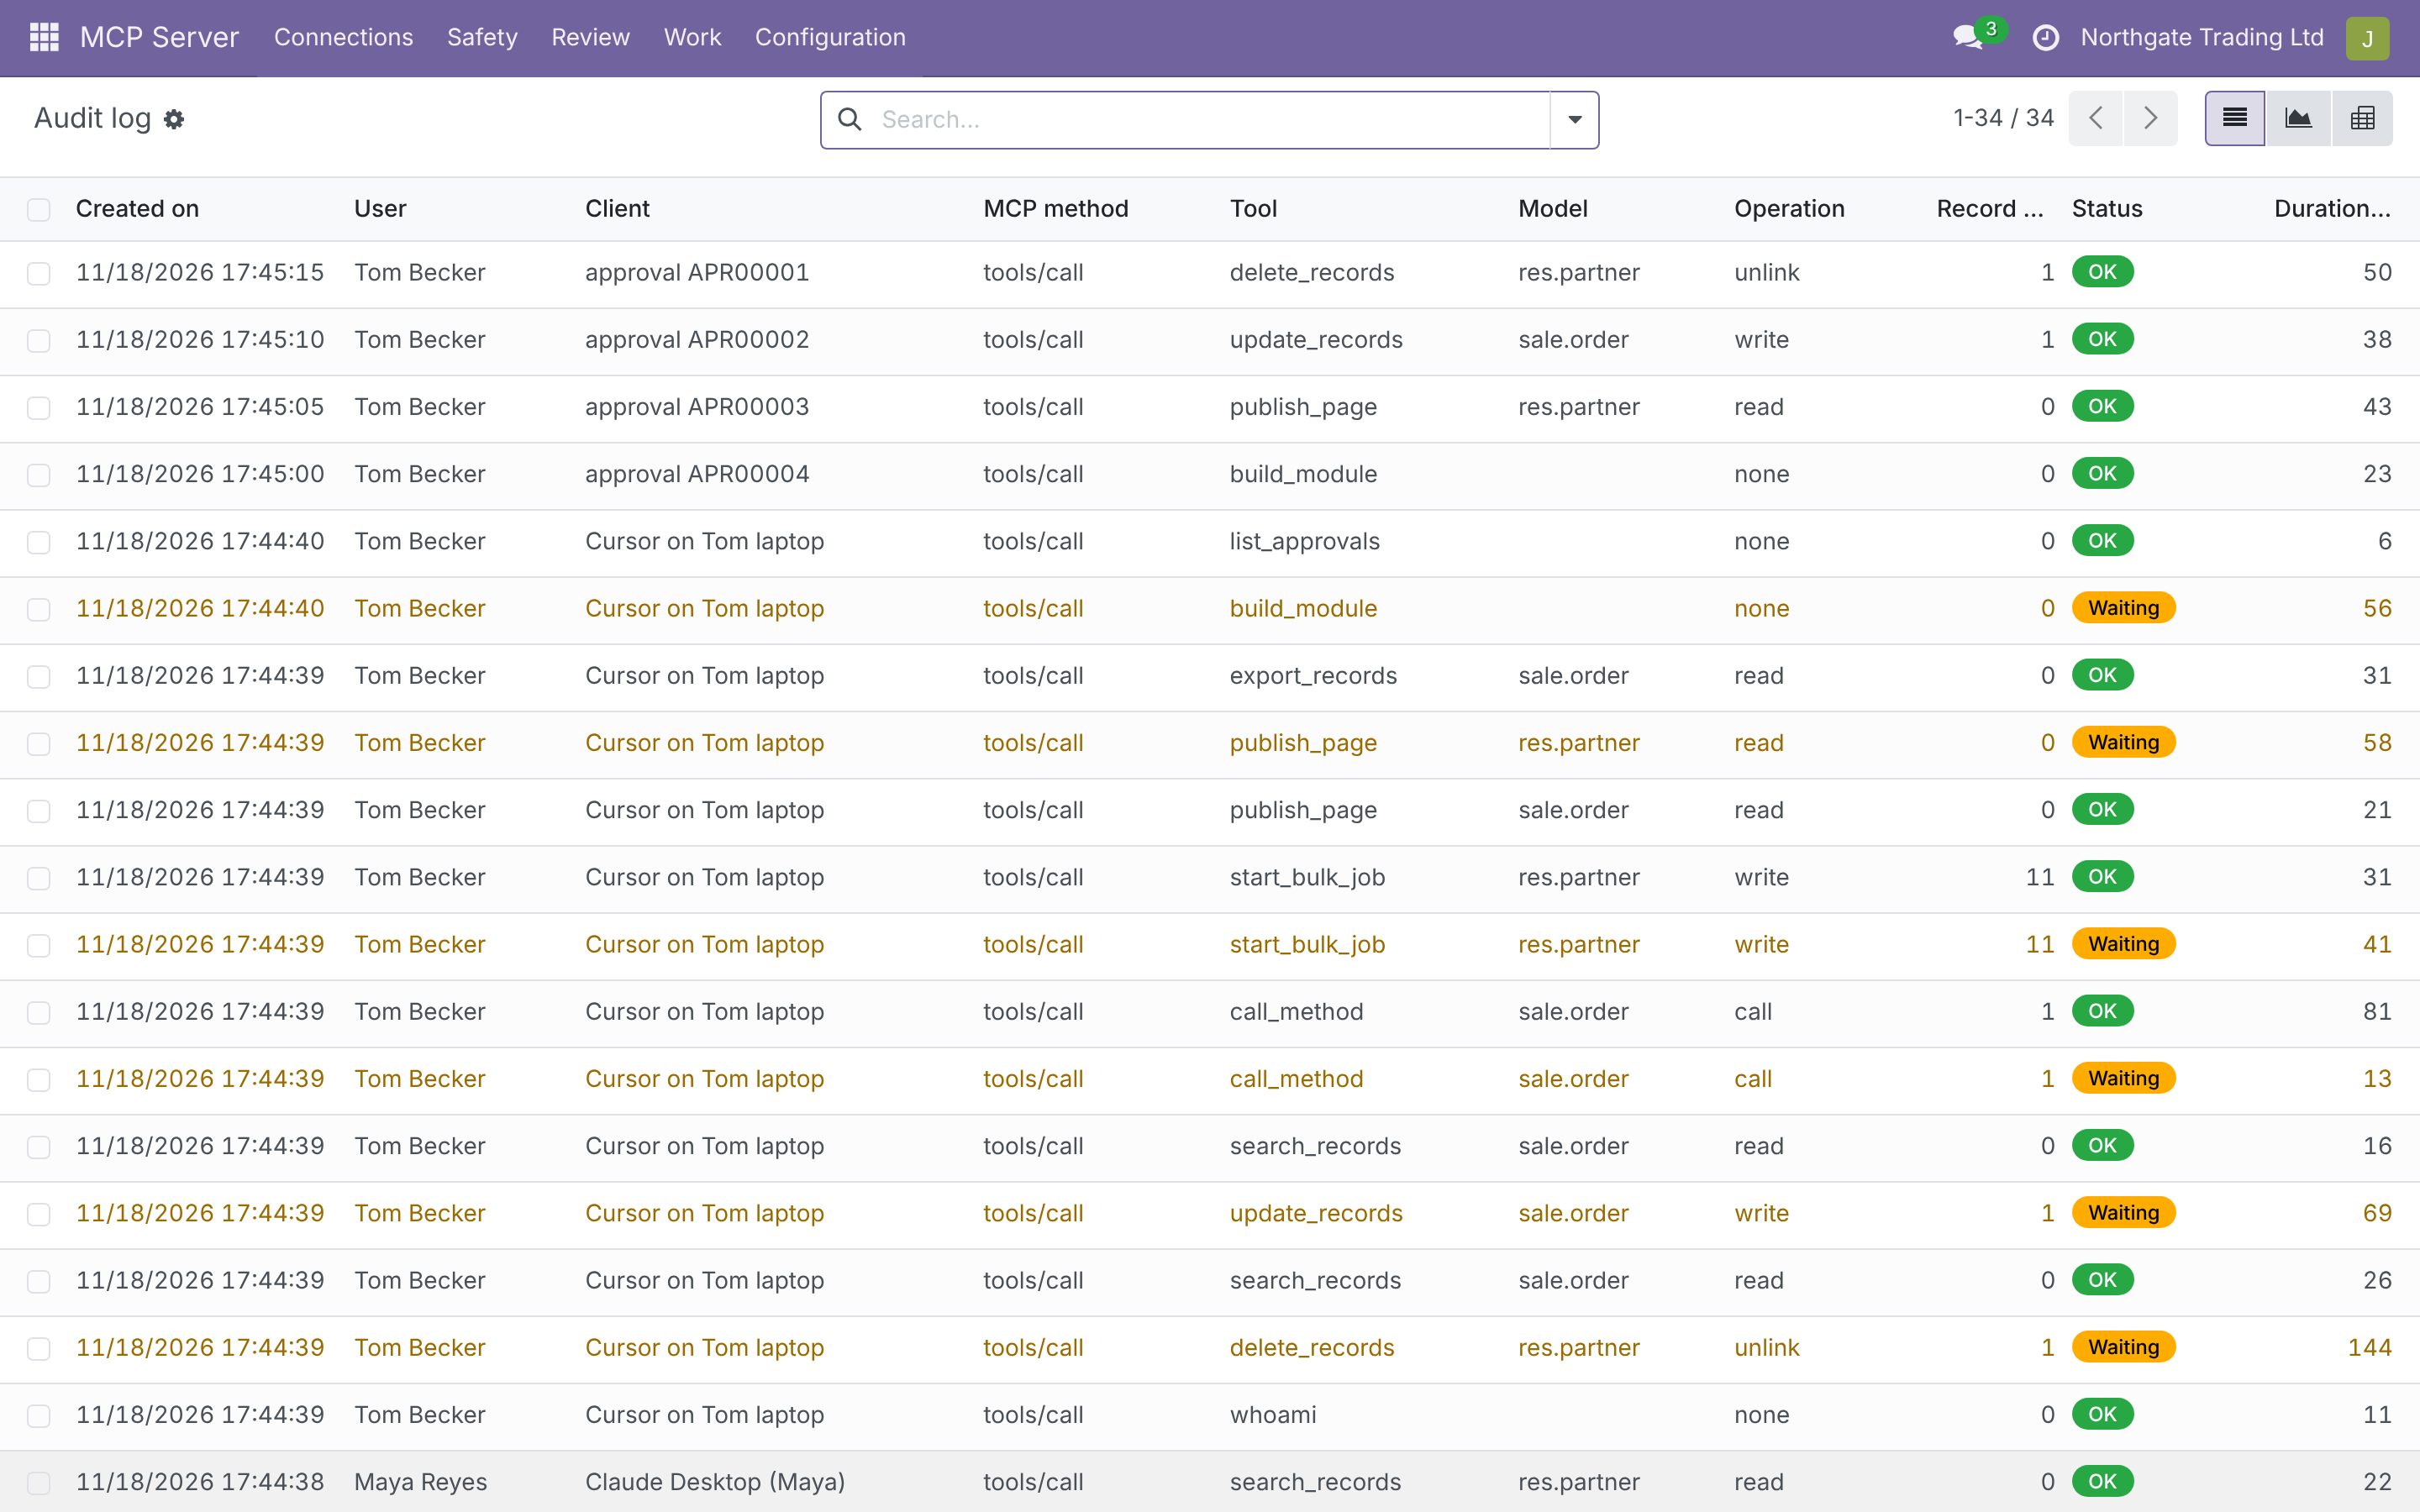 MCP Server Connections Safety Review Work Configuration 3 Northgate Trading Ltd J
Audit log Search... 1-34 / 34
Created on User Client MCP method Tool Model Operation Record ... Status Duration...
11/18/2026 17:45:15 Tom Becker approval APR00001 tools/call delete_records res.partner unlink 1 OK 50
11/18/2026 17:45:10 Tom Becker approval APR00002 tools/call update_records sale.order write 1 OK 38
11/18/2026 17:45:05 Tom Becker approval APR00003 tools/call publish_page res.partner read 0 OK 43
11/18/2026 17:45:00 Tom Becker approval APR00004 tools/call build_module none 0 OK 23
11/18/2026 17:44:40 Tom Becker Cursor on Tom laptop tools/call list_approvals none 0 OK 6
11/18/2026 17:44:40 Tom Becker Cursor on Tom laptop tools/call build_module none 0 Waiting 56
11/18/2026 17:44:39 Tom Becker Cursor on Tom laptop tools/call export_records sale.order read 0 OK 31
11/18/2026 17:44:39 Tom Becker Cursor on Tom laptop tools/call publish_page res.partner read 0 Waiting 58
11/18/2026 17:44:39 Tom Becker Cursor on Tom laptop tools/call publish_page sale.order read 0 OK 21
11/18/2026 17:44:39 Tom Becker Cursor on Tom laptop tools/call start_bulk_job res.partner write 11 OK 31
11/18/2026 17:44:39 Tom Becker Cursor on Tom laptop tools/call start_bulk_job res.partner write 11 Waiting 41
11/18/2026 17:44:39 Tom Becker Cursor on Tom laptop tools/call call_method sale.order call 1 OK 81
11/18/2026 17:44:39 Tom Becker Cursor on Tom laptop tools/call call_method sale.order call 1 Waiting 13
11/18/2026 17:44:39 Tom Becker Cursor on Tom laptop tools/call search_records sale.order read 0 OK 16
11/18/2026 17:44:39 Tom Becker Cursor on Tom laptop tools/call update_records sale.order write 1 Waiting 69
11/18/2026 17:44:39 Tom Becker Cursor on Tom laptop tools/call search_records sale.order read 0 OK 26
11/18/2026 17:44:39 Tom Becker Cursor on Tom laptop tools/call delete_records res.partner unlink 1 Waiting 144
11/18/2026 17:44:39 Tom Becker Cursor on Tom laptop tools/call whoami none 0 OK 11
11/18/2026 17:44:38 Maya Reyes Claude Desktop (Maya) tools/call search_records res.partner read 0 OK 22